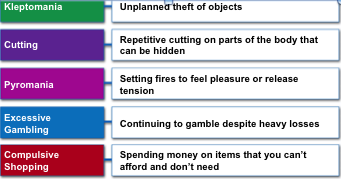 Kleptomania
Unplanned theft of objects
Cutting
Repetitive cutting on parts of the body that
can be hidden
Pyromania
Setting fires to feel pleasure or release
tension
Excessive
Gambling
Continuing to gamble despite heavy losses
Compulsive
Shopping
Spending money on items that you can't
afford and don't need